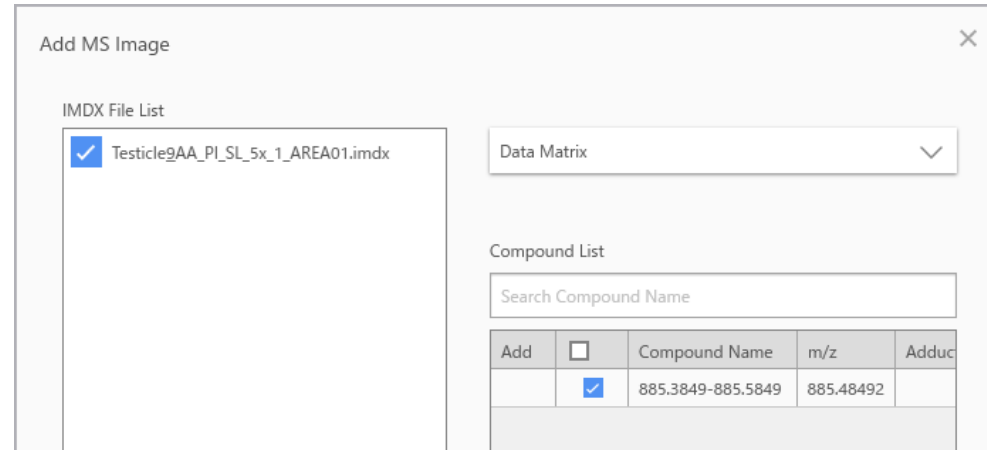 Add MS Image
IMDX File List
Testicle9AA_PI_SL_5x_1_AREA01.imdx
Data Matrix
Compound List
Search Compound Name
Add Compound Name m/z Adduc
885.3849-885.5849 885.48492